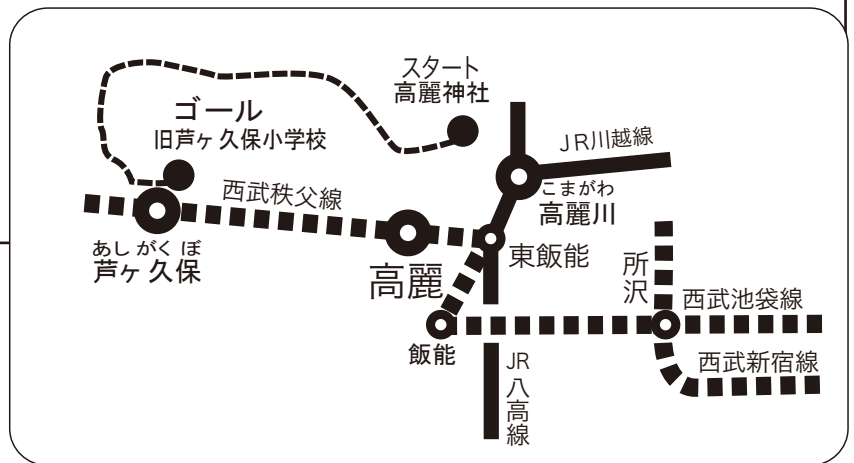 スタート
高麗神社
ゴール
旧芦ヶ久保小学校
JR川越線
西武秩父線
こまがわ
高麗川
あしがくぼ
芦ヶ久保
高麗
東飯能
所沢
西武池袋線
飯能
JR八高線
西武新宿線